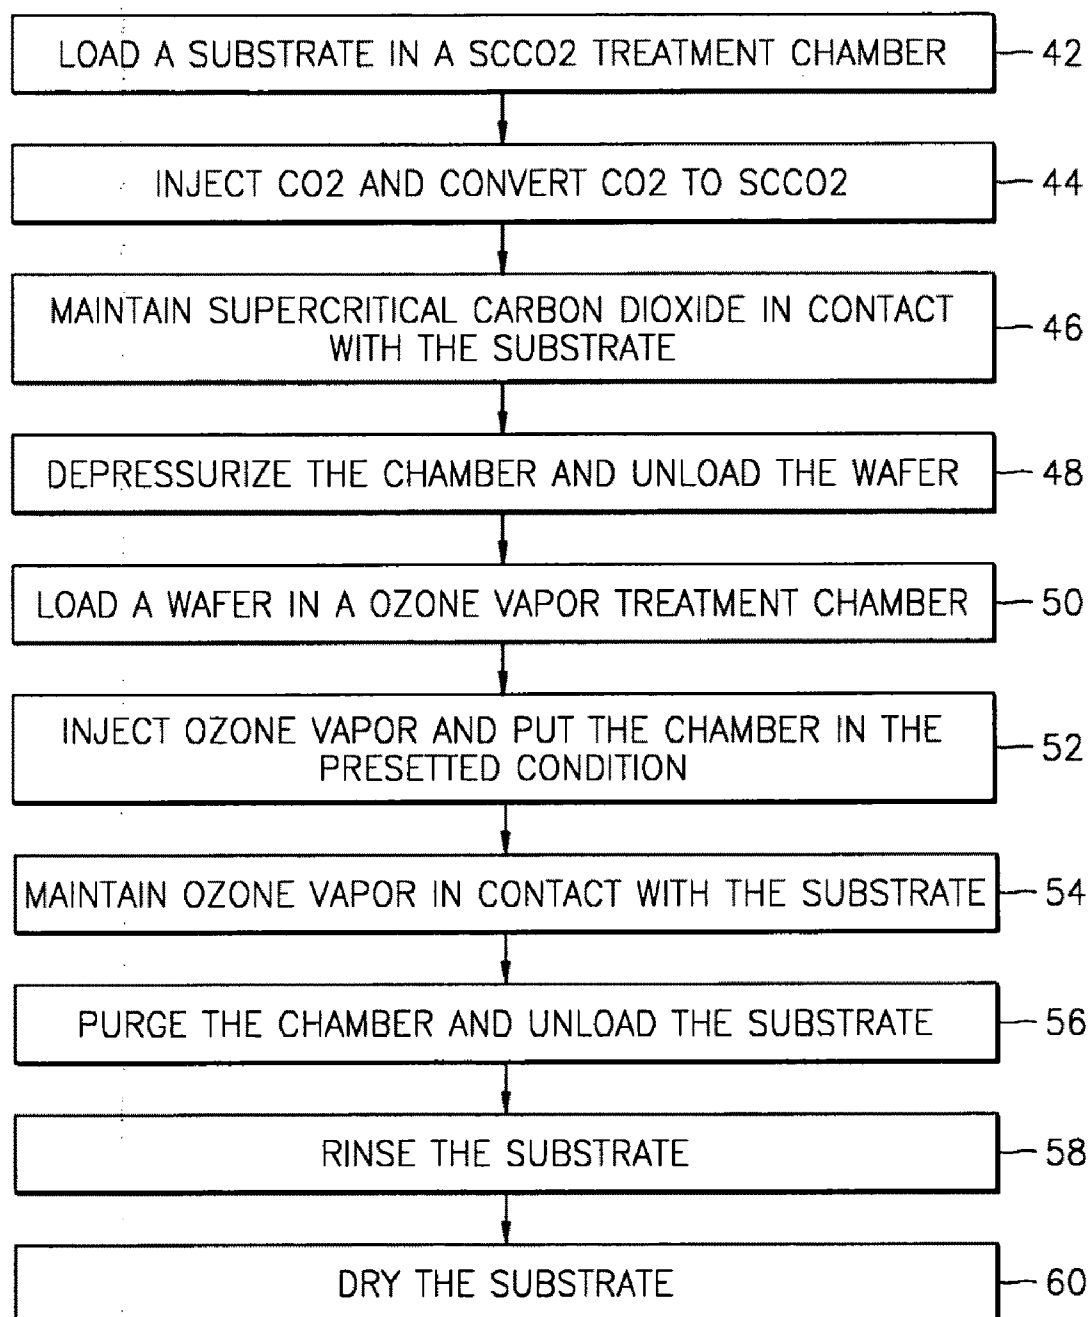 LOAD A SUBSTRATE IN A SCCO2 TREATMENT CHAMBER 42
INJECT CO2 AND CONVERT CO2 TO SCCO2 44
MAINTAIN SUPERCRITICAL CARBON DIOXIDE IN CONTACT
WITH THE SUBSTRATE 46
DEPRESSURIZE THE CHAMBER AND UNLOAD THE WAFER 48
LOAD A WAFER IN A OZONE VAPOR TREATMENT CHAMBER 50
INJECT OZONE VAPOR AND PUT THE CHAMBER IN THE
PRESETTED CONDITION 52
MAINTAIN OZONE VAPOR IN CONTACT WITH THE SUBSTRATE 54
PURGE THE CHAMBER AND UNLOAD THE SUBSTRATE 56
RINSE THE SUBSTRATE 58
DRY THE SUBSTRATE 60